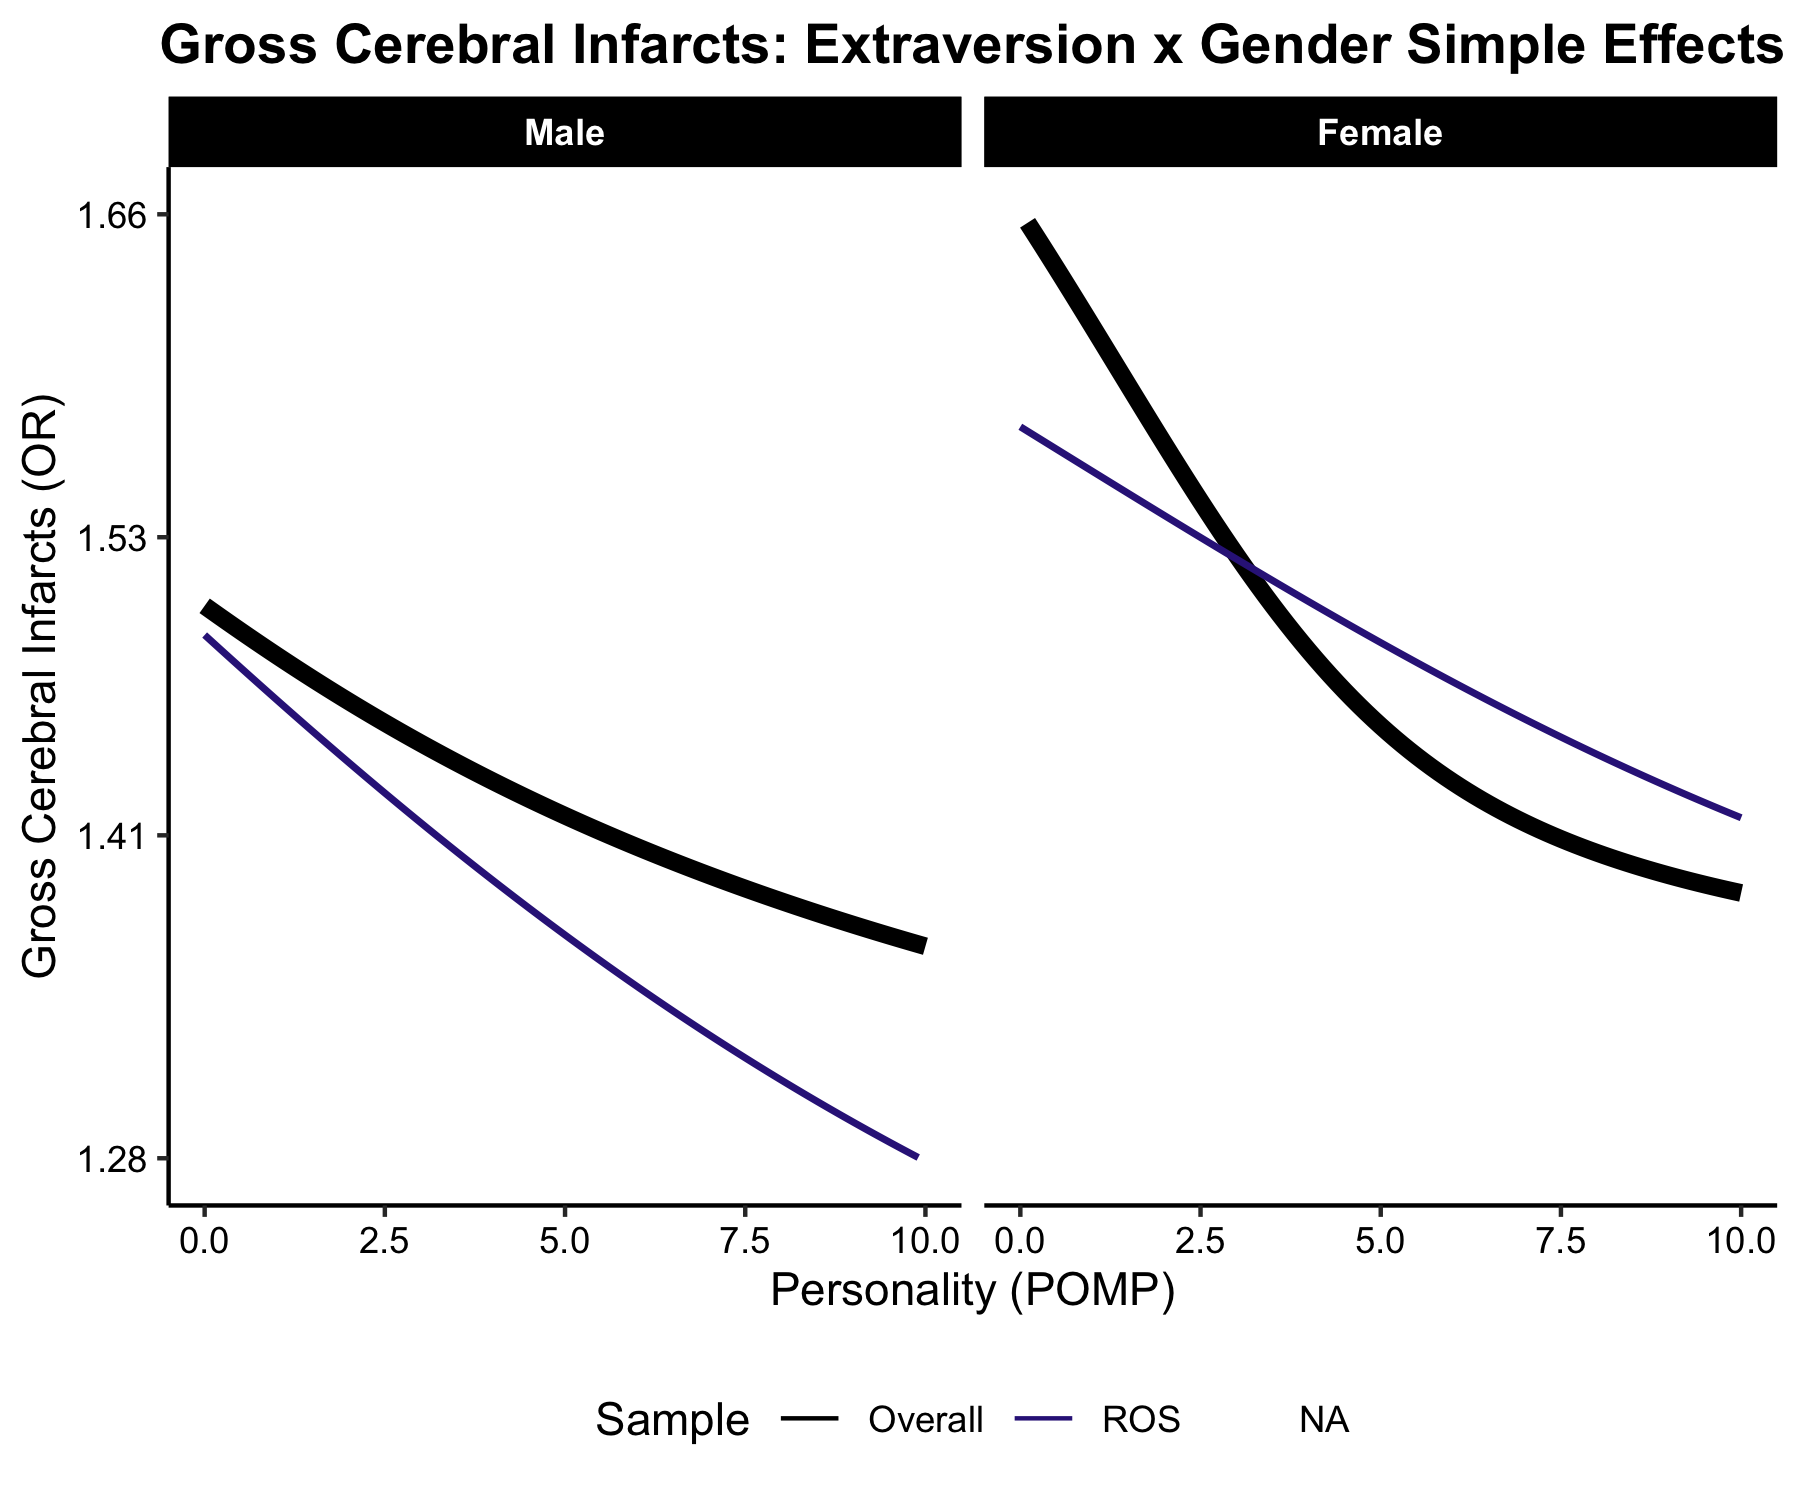 Gross Cerebral Infarcts: Extraversion x Gender Simple Effects
Male
Female
Gross Cerebral Infarcts (OR)
1.66
1.53
1.41
1.28
0.0 2.5 5.0 7.5 10.0
0.0 2.5 5.0 7.5 10.0
Personality (POMP)
Sample Overall ROS NA